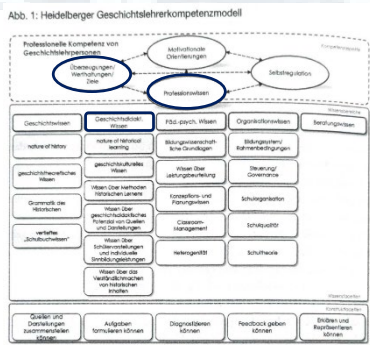 Abb. 1: Heidelberger Geschichtslehrerkompetenzmodell
Professionelle Kompetenz von
Geschichtslehrpersonen
Motivationale
Orientierungen
Überzeugungen/
Werthaltungen/
Ziele
Selbstregulation
Professionswissen
Geschichtswissen
Geschichtsdidakt.
Wissen
Päd.-psych. Wissen
Organisationswissen
Beratungswissen
nature of history
geschichtstheoretisches
Wissen
Grammatik des
Historischen
vertieftes
„Schulbuchwissen"
nature of historical
learning
geschichtskulturelles
Wissen
Wissen über Methoden
historischen Lernens
Wissen über
geschichtsdidaktisches
Potenzial von Quellen
und Darstellungen
Wissen über
Schülervorstellungen
und individuelle
Sinnbildungsleistungen
Wissen über das
Verständlichmachen
von historischen
Inhalten
Bildungswissenschaft-
liche Grundlagen
Wissen über
Leistungsbeurteilung
Konzeptions- und
Planungswissen
Classroom-
Management
Heterogenität
Bildungssystem/
Rahmenbedingungen
Steuerung/
Governance
Schulorganisation
Schulqualität
Schultheorie
Quellen und
Darstellungen
zusammenstellen
können
Aufgaben
formulieren können
Diagnostizieren
können
Feedback geben
können
Erklären und
Repräsentieren
können